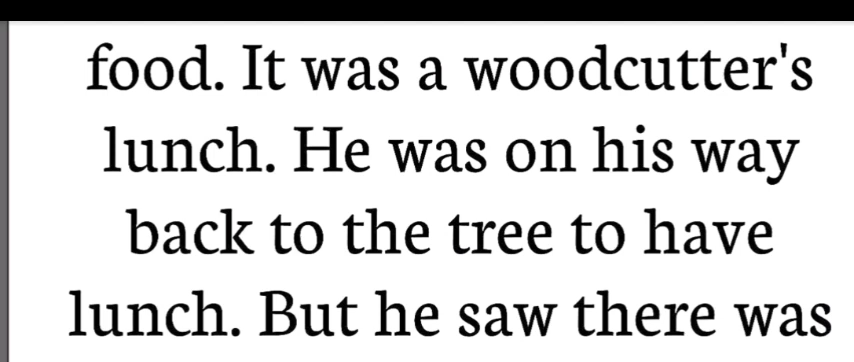 food. It was a woodcutter's
lunch. He was on his way
back to the tree to have
lunch. But he saw there was